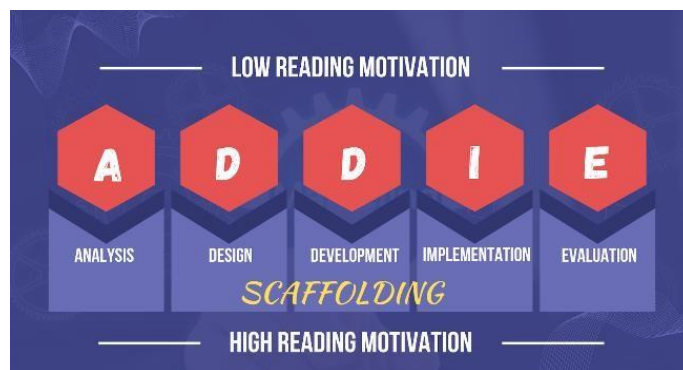 LOW READING MOTIVATION
A D D I E
ANALYSIS DESIGN DEVELOPMENT IMPLEMENTATION EVALUATION
SCAFFOLDING
HIGH READING MOTIVATION